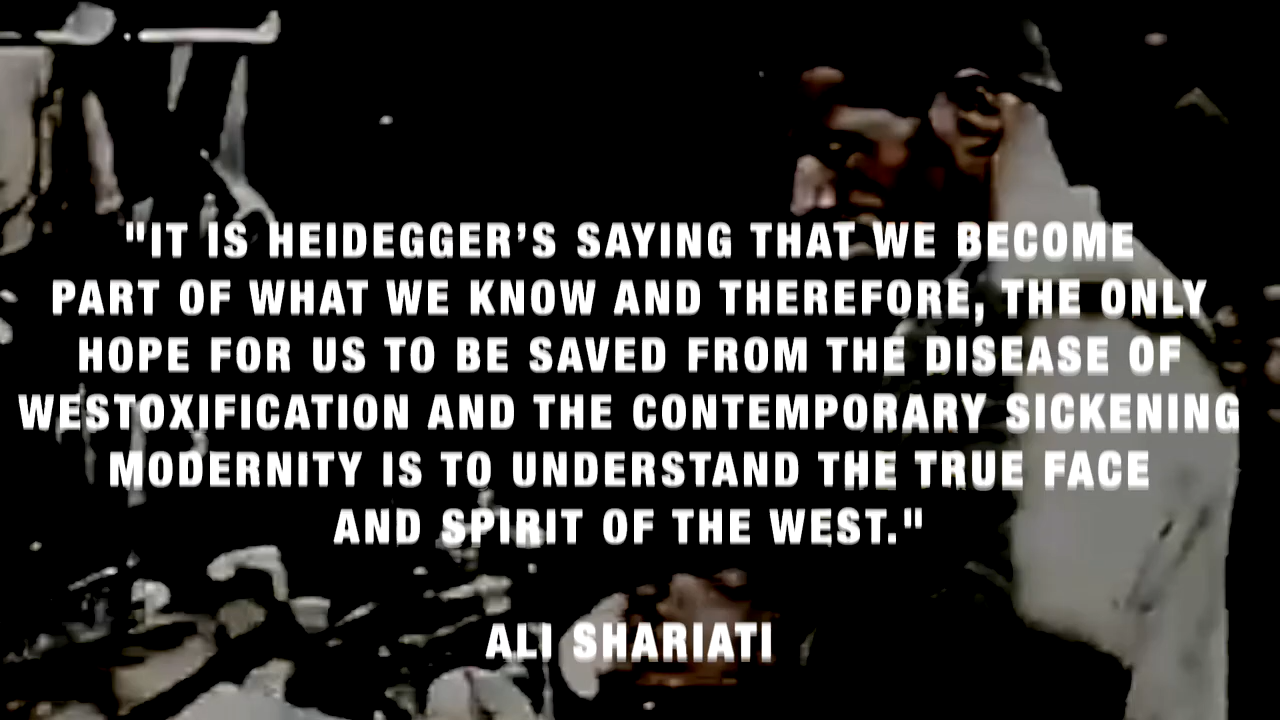 "IT IS HEIDEGGER’S SAYING THAT WE BECOME
PART OF WHAT WE KNOW AND THEREFORE, THE ONLY
HOPE FOR US TO BE SAVED FROM THE DISEASE OF
WESTOXIFICATION AND THE CONTEMPORARY SICKENING
MODERNITY IS TO UNDERSTAND THE TRUE FACE
AND SPIRIT OF THE WEST."
ALI SHARIATI